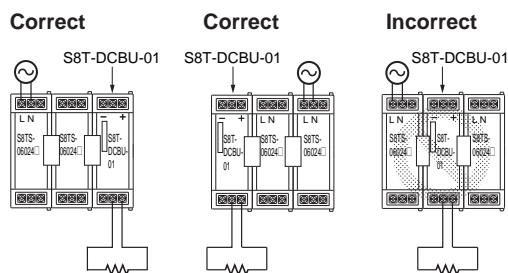 Correct
S8T-DCBU-01
L N
S8TS-
06024□
S8TS-
06024□
− +
S8T-
DCBU-
01
Correct
S8T-DCBU-01
− +
S8T-
DCBU-
01
L N
S8TS-
06024□
L N
S8TS-
06024□
Incorrect
S8T-DCBU-01
L N
S8TS-
06024□
− +
S8T-
DCBU-
01
L N
S8TS-
06024□